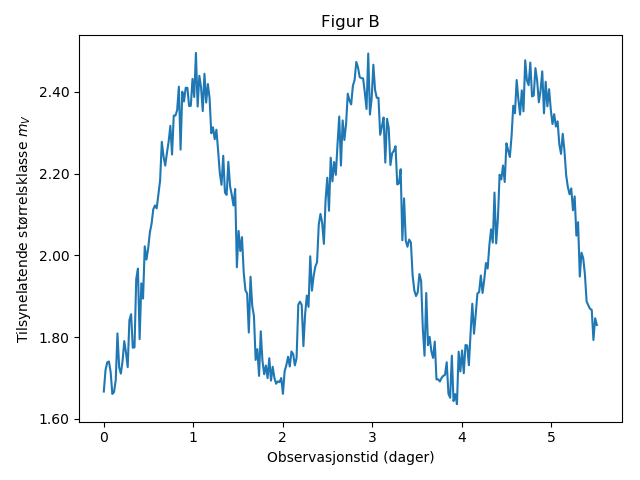 Figur B
Tilsynelatende størrelsklasse m_V
2.40
2.20
2.00
1.80
1.60
0 1 2 3 4 5
Observasjonstid (dager)